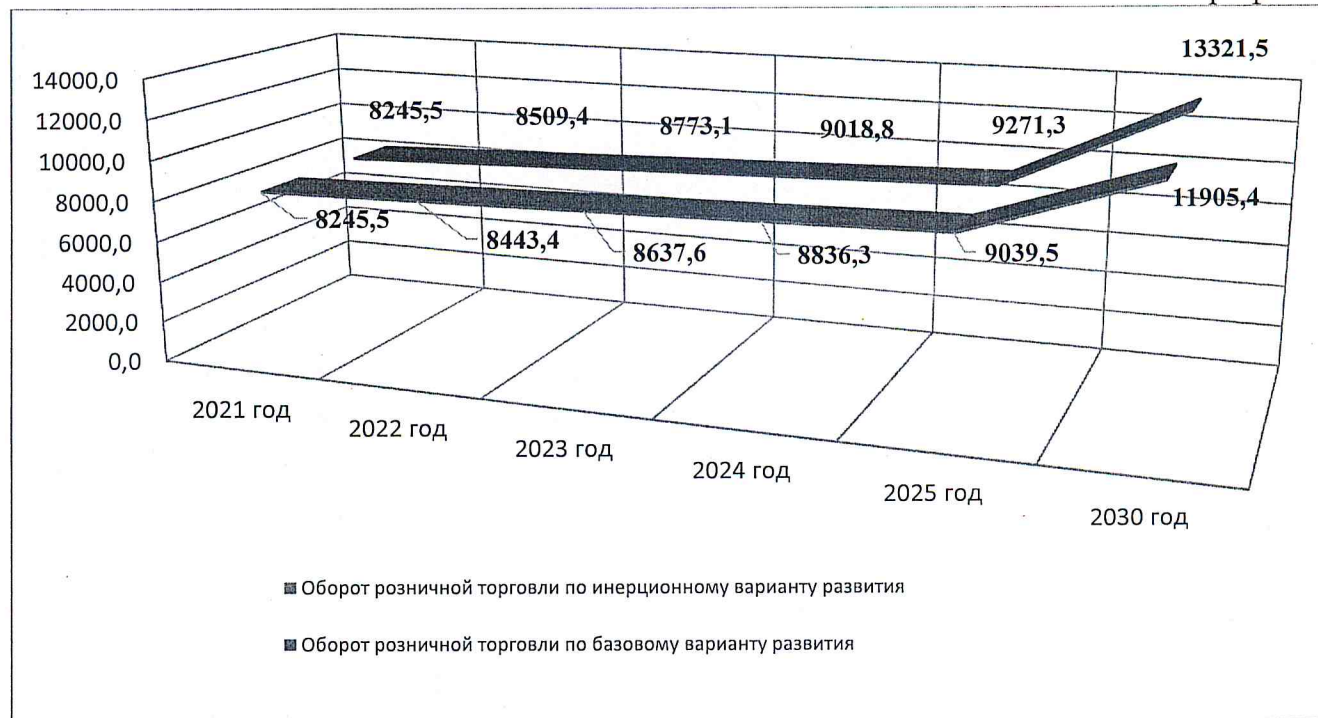 13321,5
14000,0
12000,0
10000,0
8000,0
6000,0
4000,0
2000,0
0,0
8245,5 8509,4 8773,1 9018,8 9271,3
11905,4
8245,5 8443,4 8637,6 8836,3 9039,5
2021 год
2022 год
2023 год
2024 год
2025 год
2030 год
Оборот розничной торговли по инерционному варианту развития
Оборот розничной торговли по базовому варианту развития